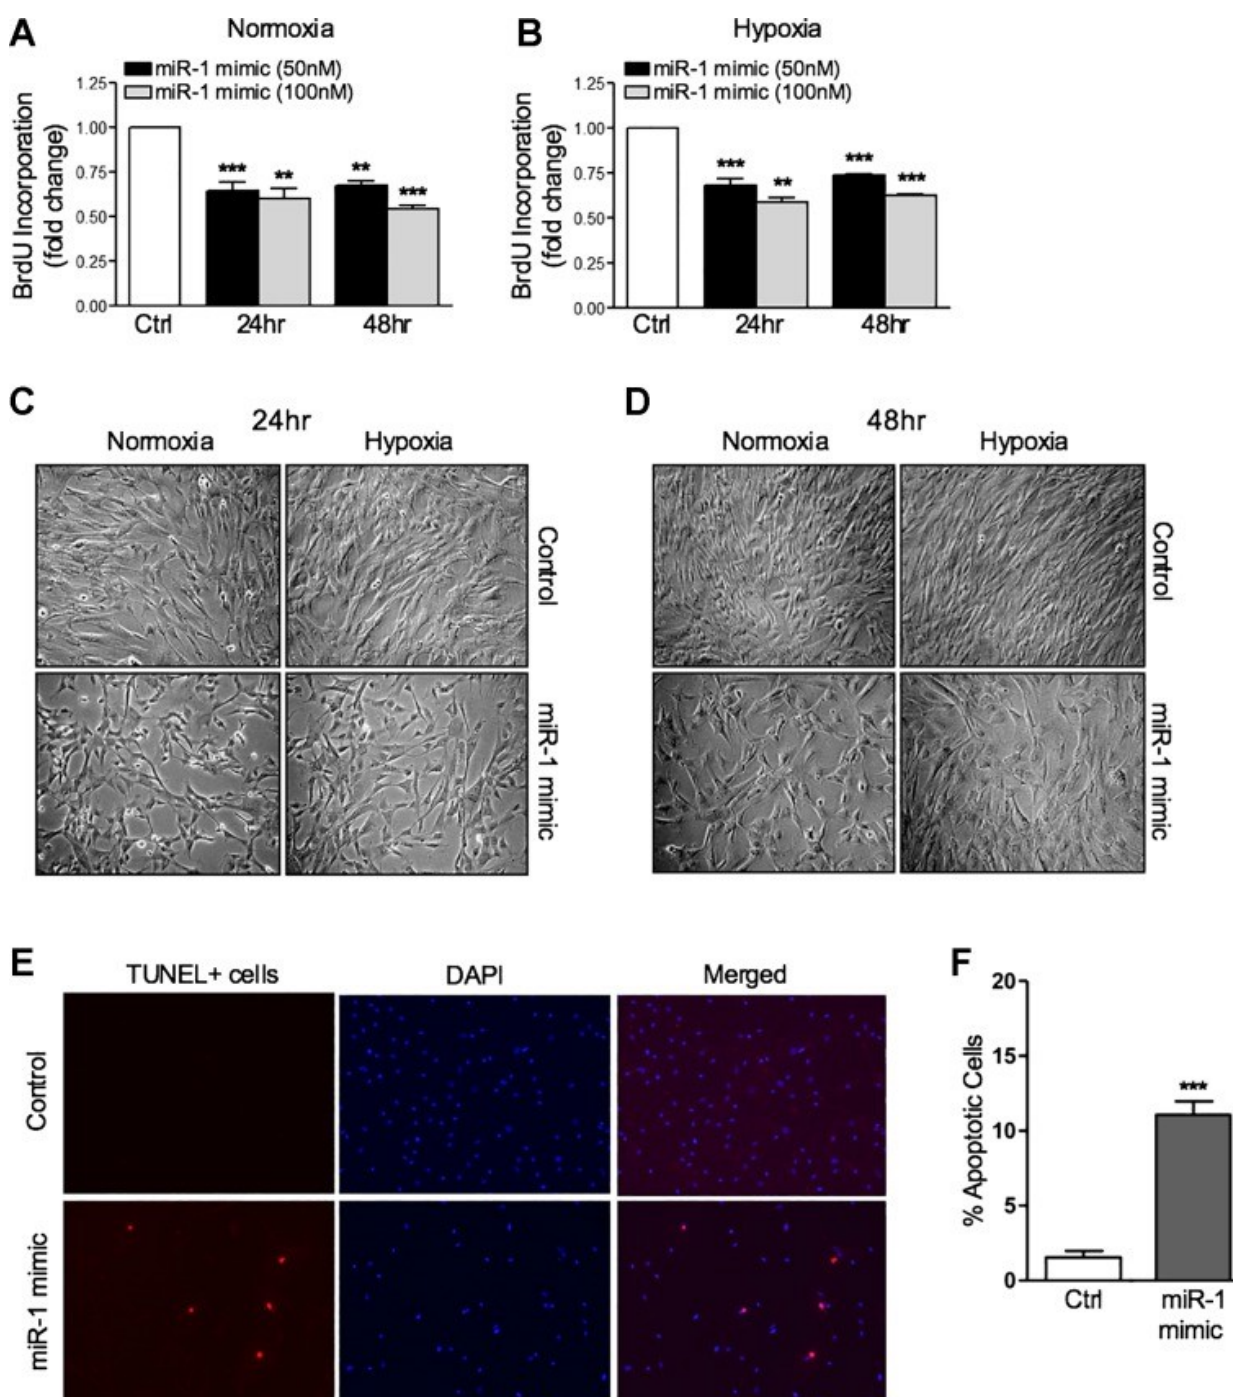 A
Normoxia
miR-1 mimic (50nM)
miR-1 mimic (100nM)
BrdU Incorporation
(fold change)
1.25
1.00
0.75
0.50
0.25
0.00
***
**
**
***
Ctrl
24hr
48hr
B
Hypoxia
miR-1 mimic (50nM)
miR-1 mimic (100nM)
BrdU Incorporation
(fold change)
1.25
1.00
0.75
0.50
0.25
0.00
***
**
***
***
Ctrl
24hr
48hr
C
24hr
Normoxia
Hypoxia
Control
miR-1 mimic
D
48hr
Normoxia
Hypoxia
Control
miR-1 mimic
E
TUNEL+ cells
DAPI
Merged
Control
miR-1 mimic
F
% Apoptotic Cells
20
15
10
5
0
***
Ctrl
miR-1
mimic